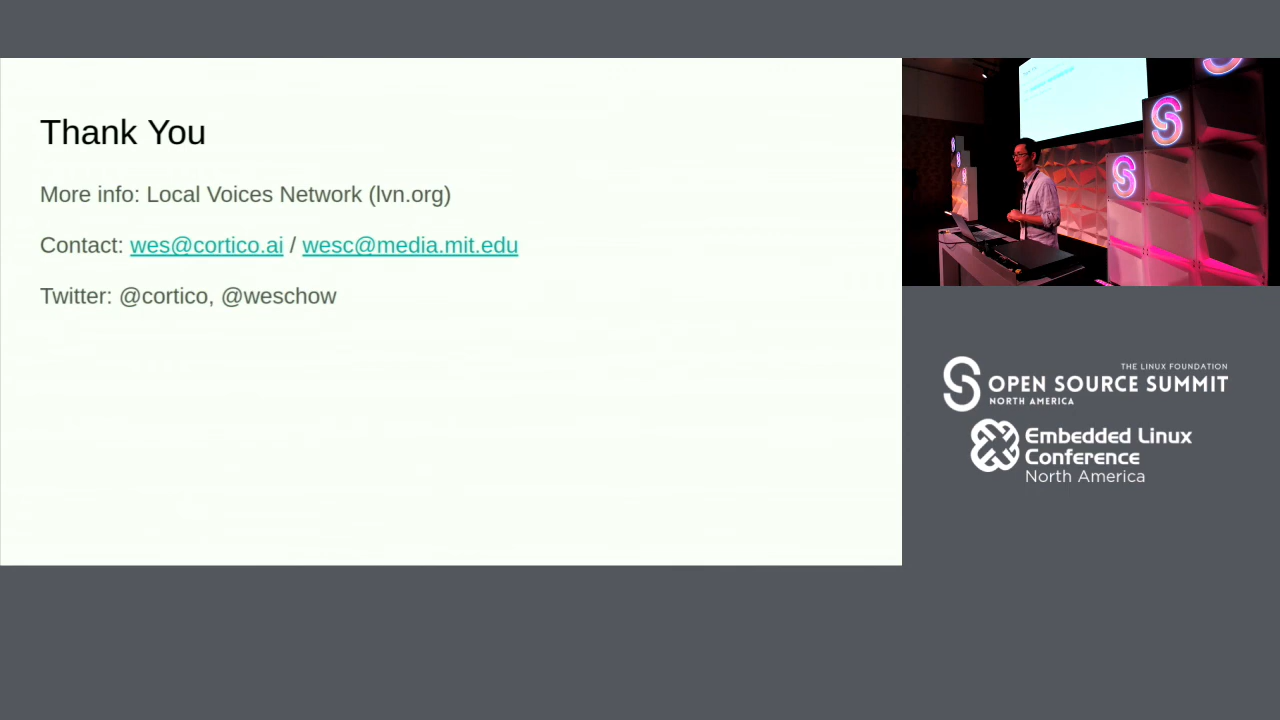 Thank You
More info: Local Voices Network (lvn.org)
Contact: wes@cortico.ai / wesc@media.mit.edu
Twitter: @cortico, @weschow
THE LINUX FOUNDATION
OPEN SOURCE SUMMIT
NORTH AMERICA
Embedded Linux
Conference
North America